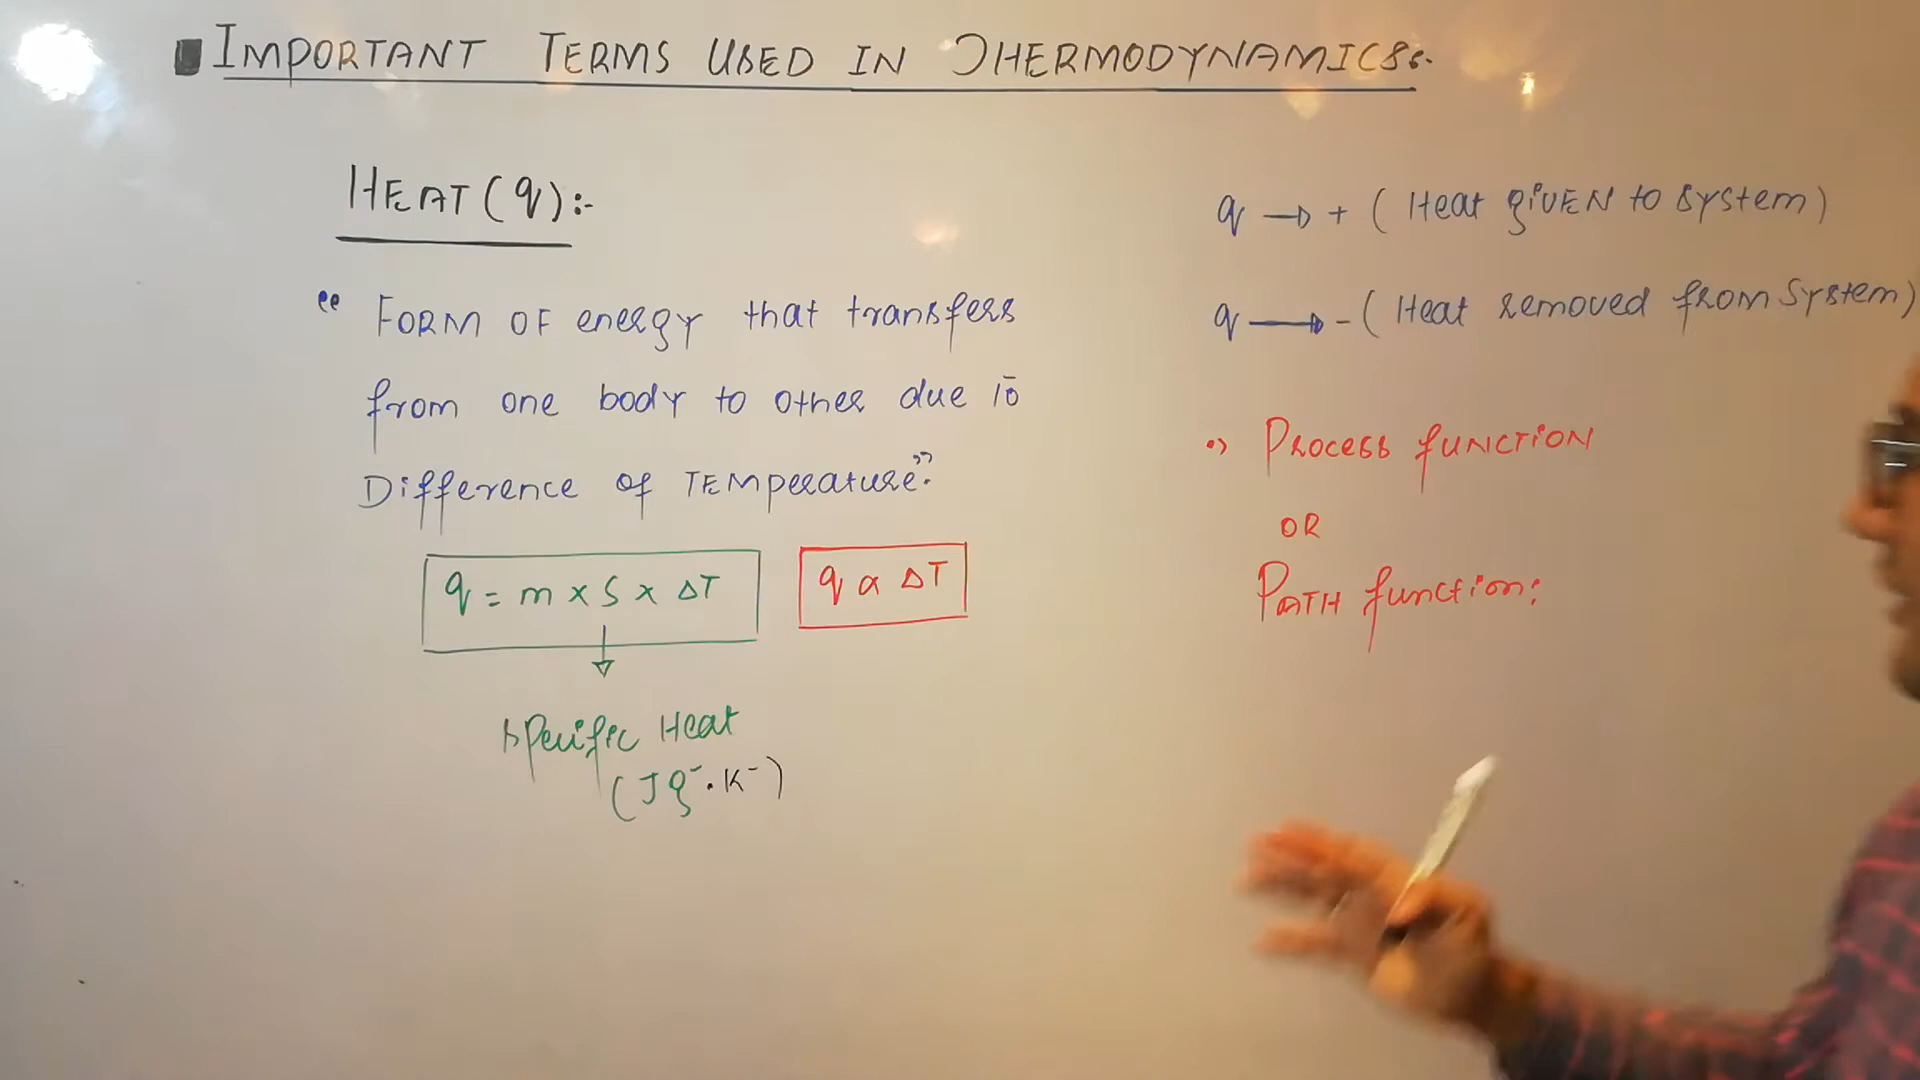 IMPORTANT TERMS USED IN THERMODYNAMICS:-
HEAT (q):-
"FORM OF energy that transfers
from one body to other due to
Difference of TEMPERATURE".
q = m x S x ΔT
q α ΔT
specific Heat
(J g⁻ . K⁻)
q → + (Heat giVEN to system)
q → - (Heat removed from System)
•) PROCESS fUNCTION
OR
PATH function: